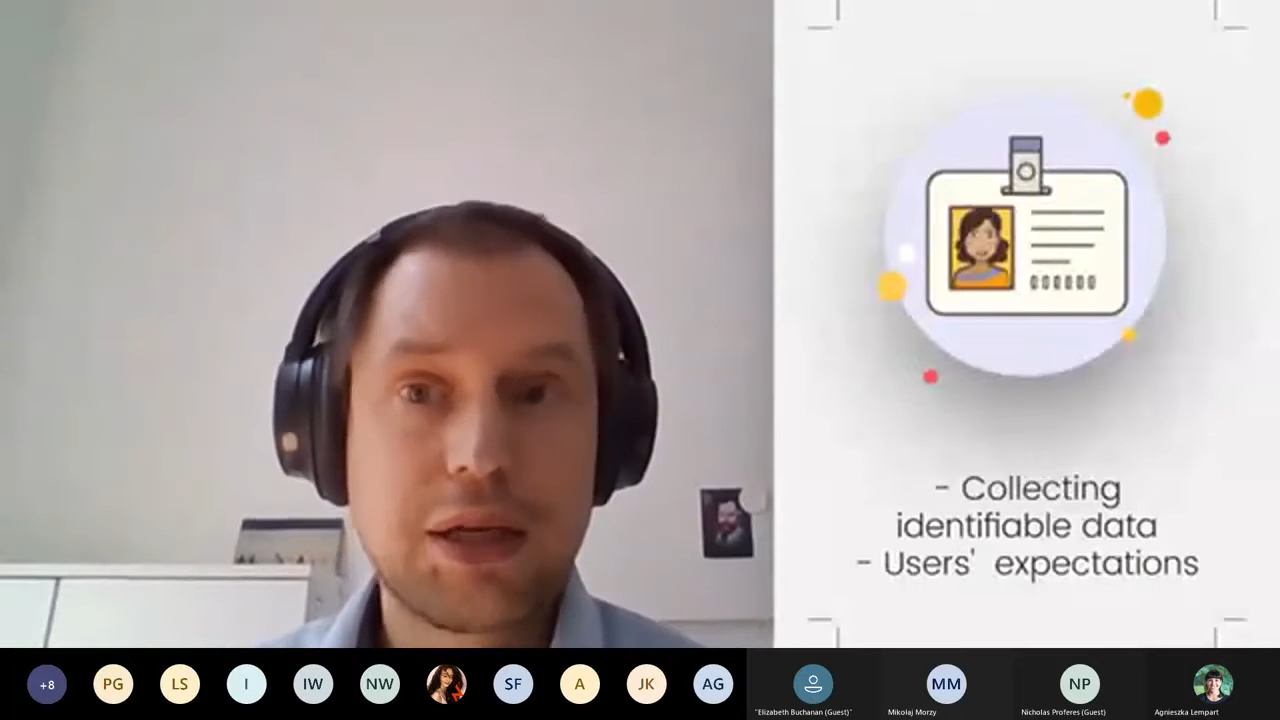 - Collecting
identifiable data
- Users' expectations
+8
PG
LS
I
IW
NW
SF
A
JK
AG
"Elizabeth Buchanan (Guest)"
MM
Mikołaj Morzy
NP
Nicholas Proferes (Guest)
Agnieszka Lempart